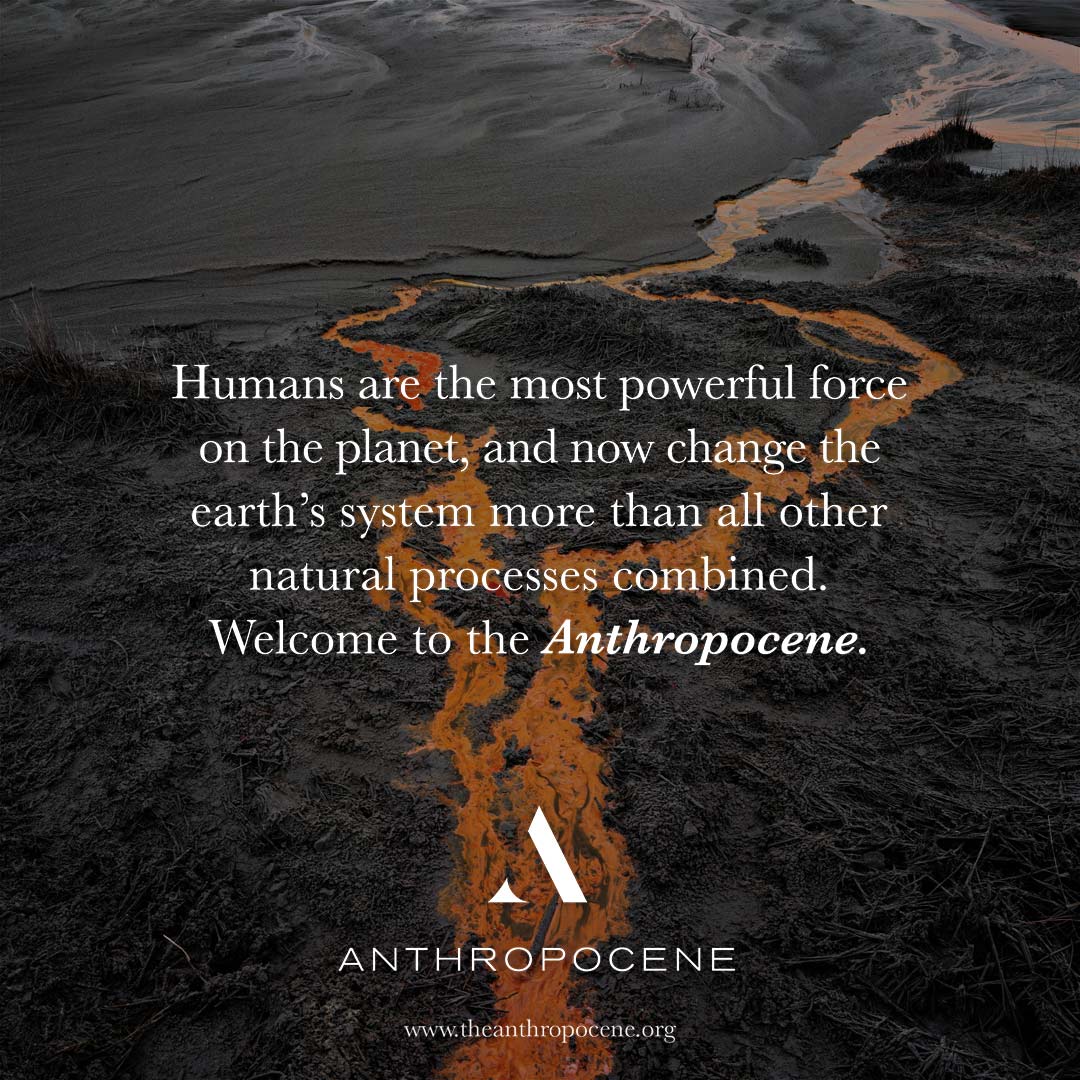 Humans are the most powerful force
on the planet, and now change the
earth’s system more than all other
natural processes combined.
Welcome to the Anthropocene.
ANTHROPOCENE
www.theanthropocene.org